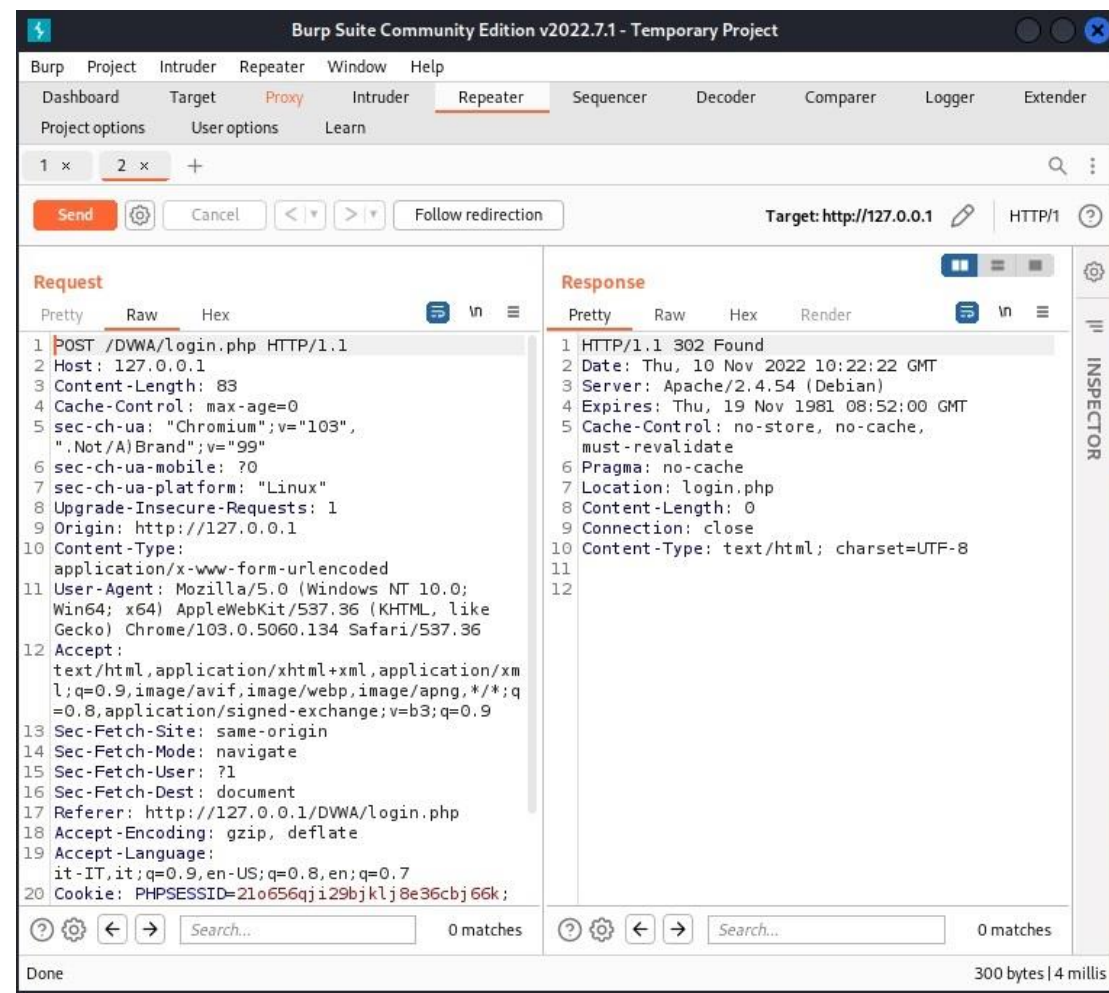 Burp Suite Community Edition v2022.7.1 - Temporary Project
Burp Project Intruder Repeater Window Help
Dashboard Target Proxy Intruder Repeater Sequencer Decoder Comparer Logger Extender
Project options User options Learn
1 × 2 × +
Send Cancel < > Follow redirection Target: http://127.0.0.1 HTTP/1
Request
Pretty Raw Hex \n
1 POST /DVWA/login.php HTTP/1.1
2 Host: 127.0.0.1
3 Content-Length: 83
4 Cache-Control: max-age=0
5 sec-ch-ua: "Chromium";v="103",
".Not/A)Brand";v="99"
6 sec-ch-ua-mobile: ?0
7 sec-ch-ua-platform: "Linux"
8 Upgrade-Insecure-Requests: 1
9 Origin: http://127.0.0.1
10 Content-Type:
application/x-www-form-urlencoded
11 User-Agent: Mozilla/5.0 (Windows NT 10.0;
Win64; x64) AppleWebKit/537.36 (KHTML, like
Gecko) Chrome/103.0.5060.134 Safari/537.36
12 Accept:
text/html,application/xhtml+xml,application/xm
l;q=0.9,image/avif,image/webp,image/apng,*/*;q
=0.8,application/signed-exchange;v=b3;q=0.9
13 Sec-Fetch-Site: same-origin
14 Sec-Fetch-Mode: navigate
15 Sec-Fetch-User: ?1
16 Sec-Fetch-Dest: document
17 Referer: http://127.0.0.1/DVWA/login.php
18 Accept-Encoding: gzip, deflate
19 Accept-Language:
it-IT,it;q=0.9,en-US;q=0.8,en;q=0.7
20 Cookie: PHPSESSID=2lo656qji29bjklj8e36cbj66k;
Search... 0 matches
Response
Pretty Raw Hex Render \n
1 HTTP/1.1 302 Found
2 Date: Thu, 10 Nov 2022 10:22:22 GMT
3 Server: Apache/2.4.54 (Debian)
4 Expires: Thu, 19 Nov 1981 08:52:00 GMT
5 Cache-Control: no-store, no-cache,
must-revalidate
6 Pragma: no-cache
7 Location: login.php
8 Content-Length: 0
9 Connection: close
10 Content-Type: text/html; charset=UTF-8
11
12
Search... 0 matches
INSPECTOR
Done 300 bytes | 4 millis